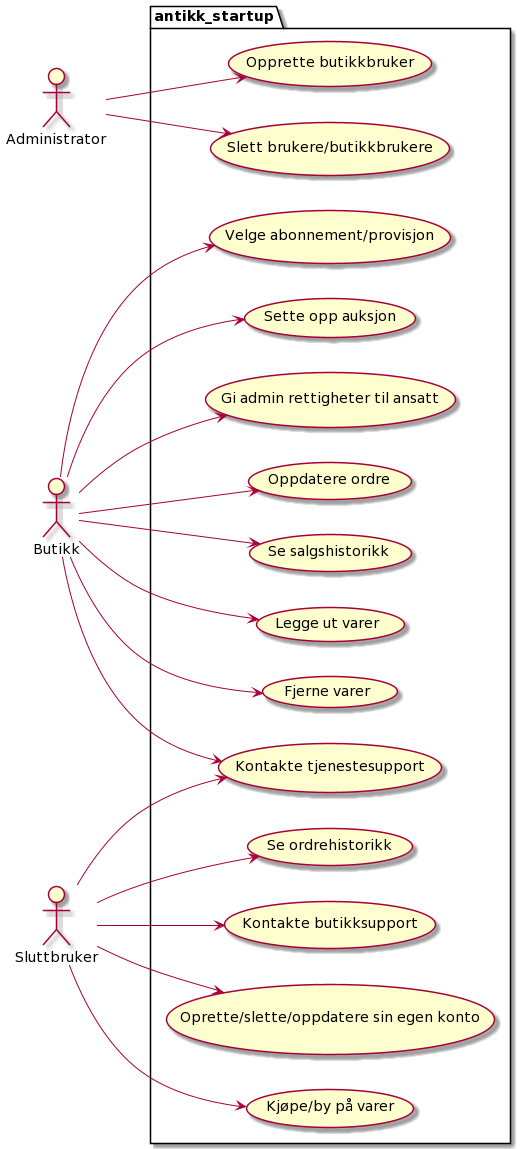 antikk_startup
Opprette butikkbruker
Administrator
Slett brukere/butikkbrukere
Velge abonnement/provisjon
Sette opp auksjon
Gi admin rettigheter til ansatt
Oppdatere ordre
Butikk
Se salgshistorikk
Legge ut varer
Fjerne varer
Kontakte tjenestesupport
Se ordrehistorikk
Kontakte butikksupport
Sluttbruker
Oprette/slette/oppdatere sin egen konto
Kjøpe/by på varer